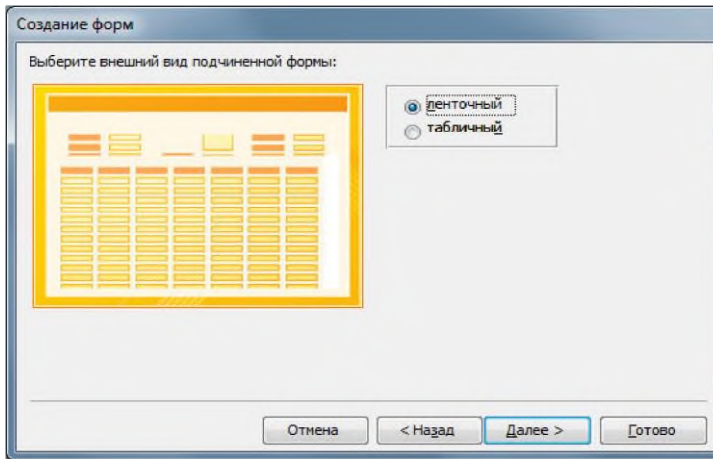 Создание форм
Выберите внешний вид подчиненной формы:
ленточный
табличный
Отмена
< Назад
Далее >
Готово